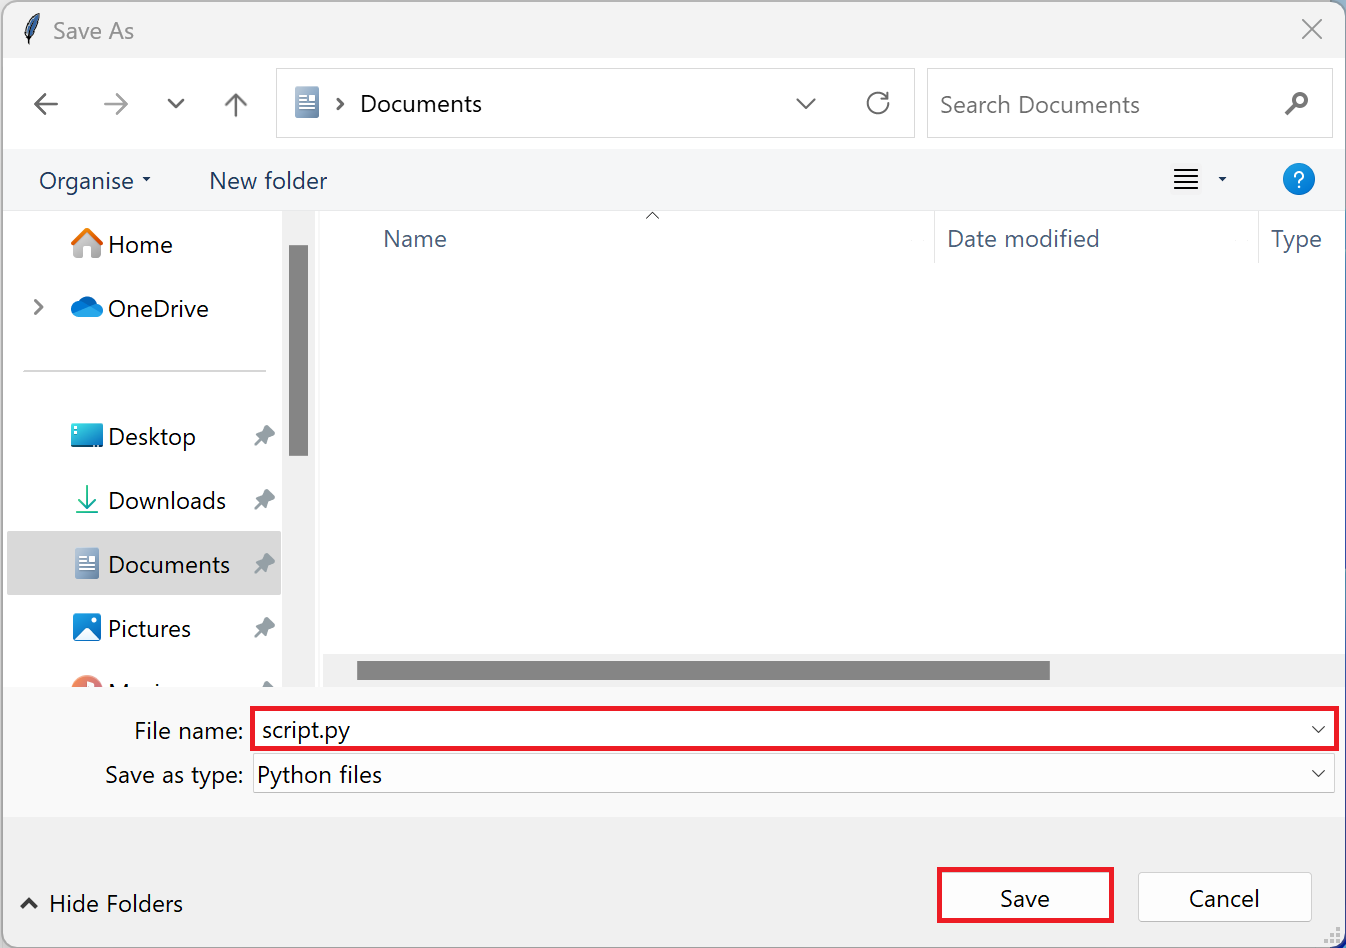 Save As
Documents
Search Documents
Organise
New folder
?
Name
Date modified
Type
Home
OneDrive
Desktop
Downloads
Documents
Pictures
File name: script.py
Save as type: Python files
Hide Folders
Save
Cancel